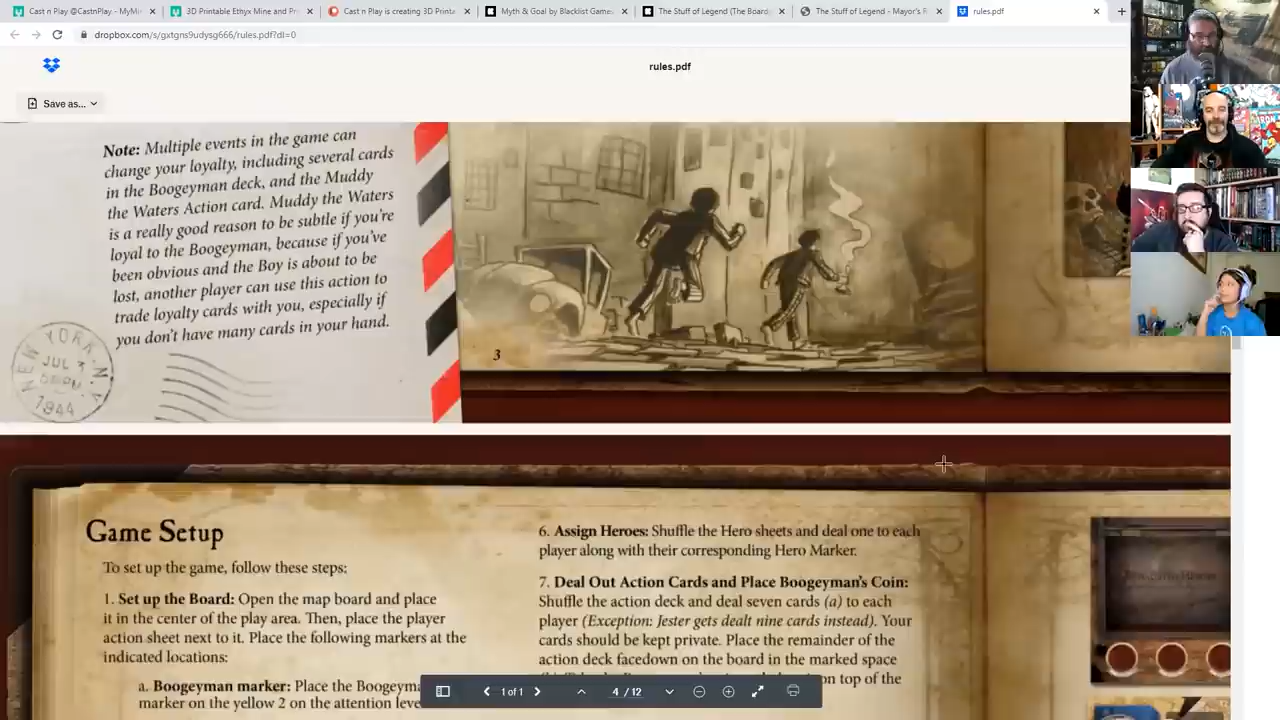 Cast n Play @CastnPlay. - MyMi
3D Printable Ethyx Mine and Pri
Cast n Play is creating 3D Printa
Myth & Goal by Blacklist Game
The Stuff of Legend (The Board
The Stuff of Legend - Mayor's R
rules.pdf
dropbox.com/s/gxtgns9udysg666/rules.pdf?dl=0
rules.pdf
Save as...
Note: Multiple events in the game can
change your loyalty, including several cards
in the Boogeyman deck, and the Muddy
the Waters Action card. Muddy the Waters
is a really good reason to be subtle if you're
loyal to the Boogeyman, because if you've
been obvious and the Boy is about to be
lost, another player can use this action to
trade loyalty cards with you, especially if
you don't have many cards in your hand.
NEW YORK, N.Y.
JUL 3
1944
3
Game Setup
To set up the game, follow these steps:
1. Set up the Board: Open the map board and place
it in the center of the play area. Then, place the player
action sheet next to it. Place the following markers at the
indicated locations:
a. Boogeyman marker: Place the Boogeyma
marker on the yellow 2 on the attention leve
6. Assign Heroes: Shuffle the Hero sheets and deal one to each
player along with their corresponding Hero Marker.
7. Deal Out Action Cards and Place Boogeyman's Coin:
Shuffle the action deck and deal seven cards (a) to each
player (Exception: Jester gets dealt nine cards instead). Your
cards should be kept private. Place the remainder of the
action deck facedown on the board in the marked space
on top of the
1 of 1
4 / 12